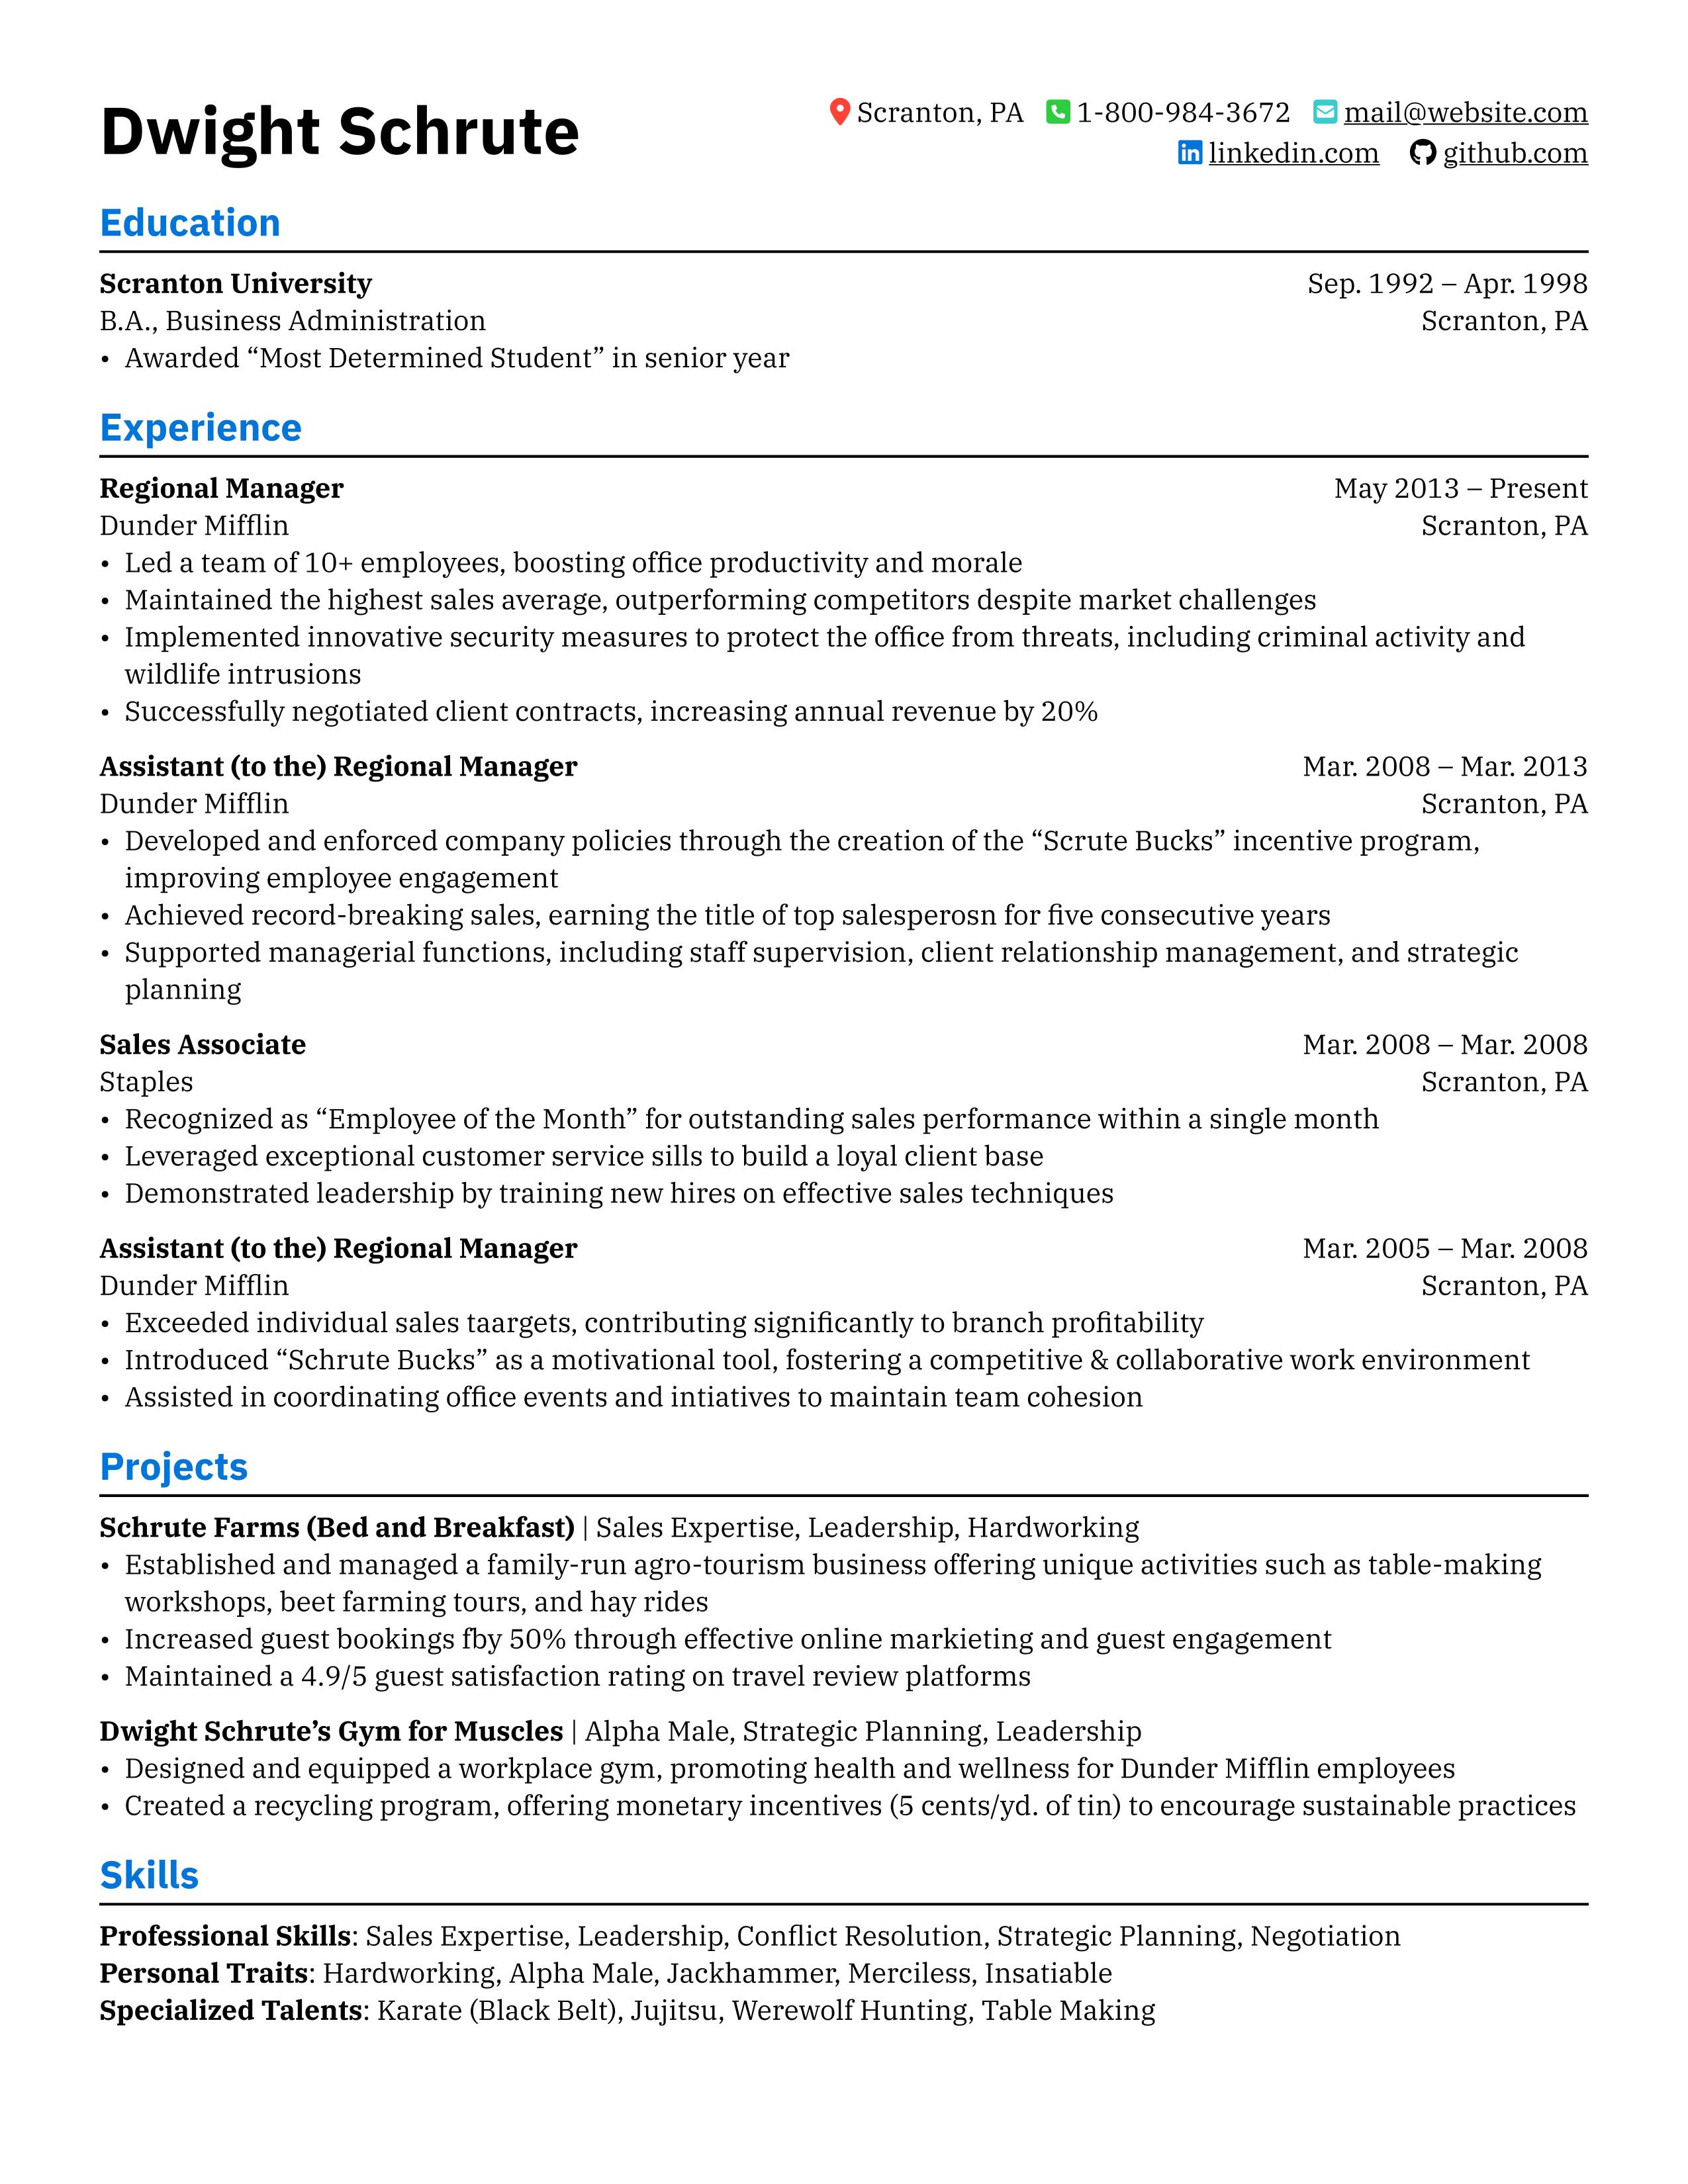 Dwight Schrute
Scranton, PA 1-800-984-3672 mail@website.com
linkedin.com github.com
Education
Scranton University Sep. 1992 – Apr. 1998
B.A., Business Administration Scranton, PA
• Awarded “Most Determined Student” in senior year
Experience
Regional Manager May 2013 – Present
Dunder Mifflin Scranton, PA
• Led a team of 10+ employees, boosting office productivity and morale
• Maintained the highest sales average, outperforming competitors despite market challenges
• Implemented innovative security measures to protect the office from threats, including criminal activity and
wildlife intrusions
• Successfully negotiated client contracts, increasing annual revenue by 20%
Assistant (to the) Regional Manager Mar. 2008 – Mar. 2013
Dunder Mifflin Scranton, PA
• Developed and enforced company policies through the creation of the “Scrute Bucks” incentive program,
improving employee engagement
• Achieved record-breaking sales, earning the title of top salesperosn for five consecutive years
• Supported managerial functions, including staff supervision, client relationship management, and strategic
planning
Sales Associate Mar. 2008 – Mar. 2008
Staples Scranton, PA
• Recognized as “Employee of the Month” for outstanding sales performance within a single month
• Leveraged exceptional customer service sills to build a loyal client base
• Demonstrated leadership by training new hires on effective sales techniques
Assistant (to the) Regional Manager Mar. 2005 – Mar. 2008
Dunder Mifflin Scranton, PA
• Exceeded individual sales taargets, contributing significantly to branch profitability
• Introduced “Schrute Bucks” as a motivational tool, fostering a competitive & collaborative work environment
• Assisted in coordinating office events and intiatives to maintain team cohesion
Projects
Schrute Farms (Bed and Breakfast) | Sales Expertise, Leadership, Hardworking
• Established and managed a family-run agro-tourism business offering unique activities such as table-making
workshops, beet farming tours, and hay rides
• Increased guest bookings fby 50% through effective online markieting and guest engagement
• Maintained a 4.9/5 guest satisfaction rating on travel review platforms
Dwight Schrute’s Gym for Muscles | Alpha Male, Strategic Planning, Leadership
• Designed and equipped a workplace gym, promoting health and wellness for Dunder Mifflin employees
• Created a recycling program, offering monetary incentives (5 cents/yd. of tin) to encourage sustainable practices
Skills
Professional Skills: Sales Expertise, Leadership, Conflict Resolution, Strategic Planning, Negotiation
Personal Traits: Hardworking, Alpha Male, Jackhammer, Merciless, Insatiable
Specialized Talents: Karate (Black Belt), Jujitsu, Werewolf Hunting, Table Making